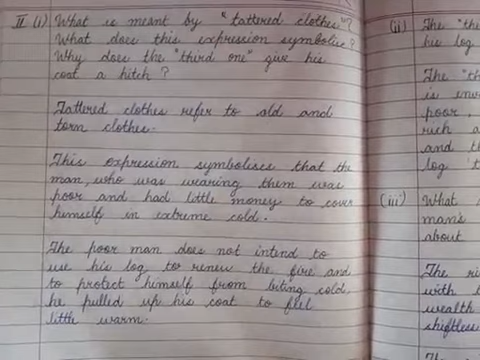 II (i) What is meant by "tattered clothes"?
What does this expression symbolise?
Why does the "third one" give his
coat a hitch?
Tattered clothes refer to old and
torn clothes.
This expression symbolises that the
man, who was wearing them was
poor and had little money to cover
himself in extreme cold.
The poor man does not intend to
use his log to renew the fire and
to protect himself from biting cold,
he pulled up his coat to feel
little warm.
(ii) The "th
his log
The "th
is env
poor,
rich a
and th
log t
(iii) What
man's
about
The ri
with t
wealth
shiftless